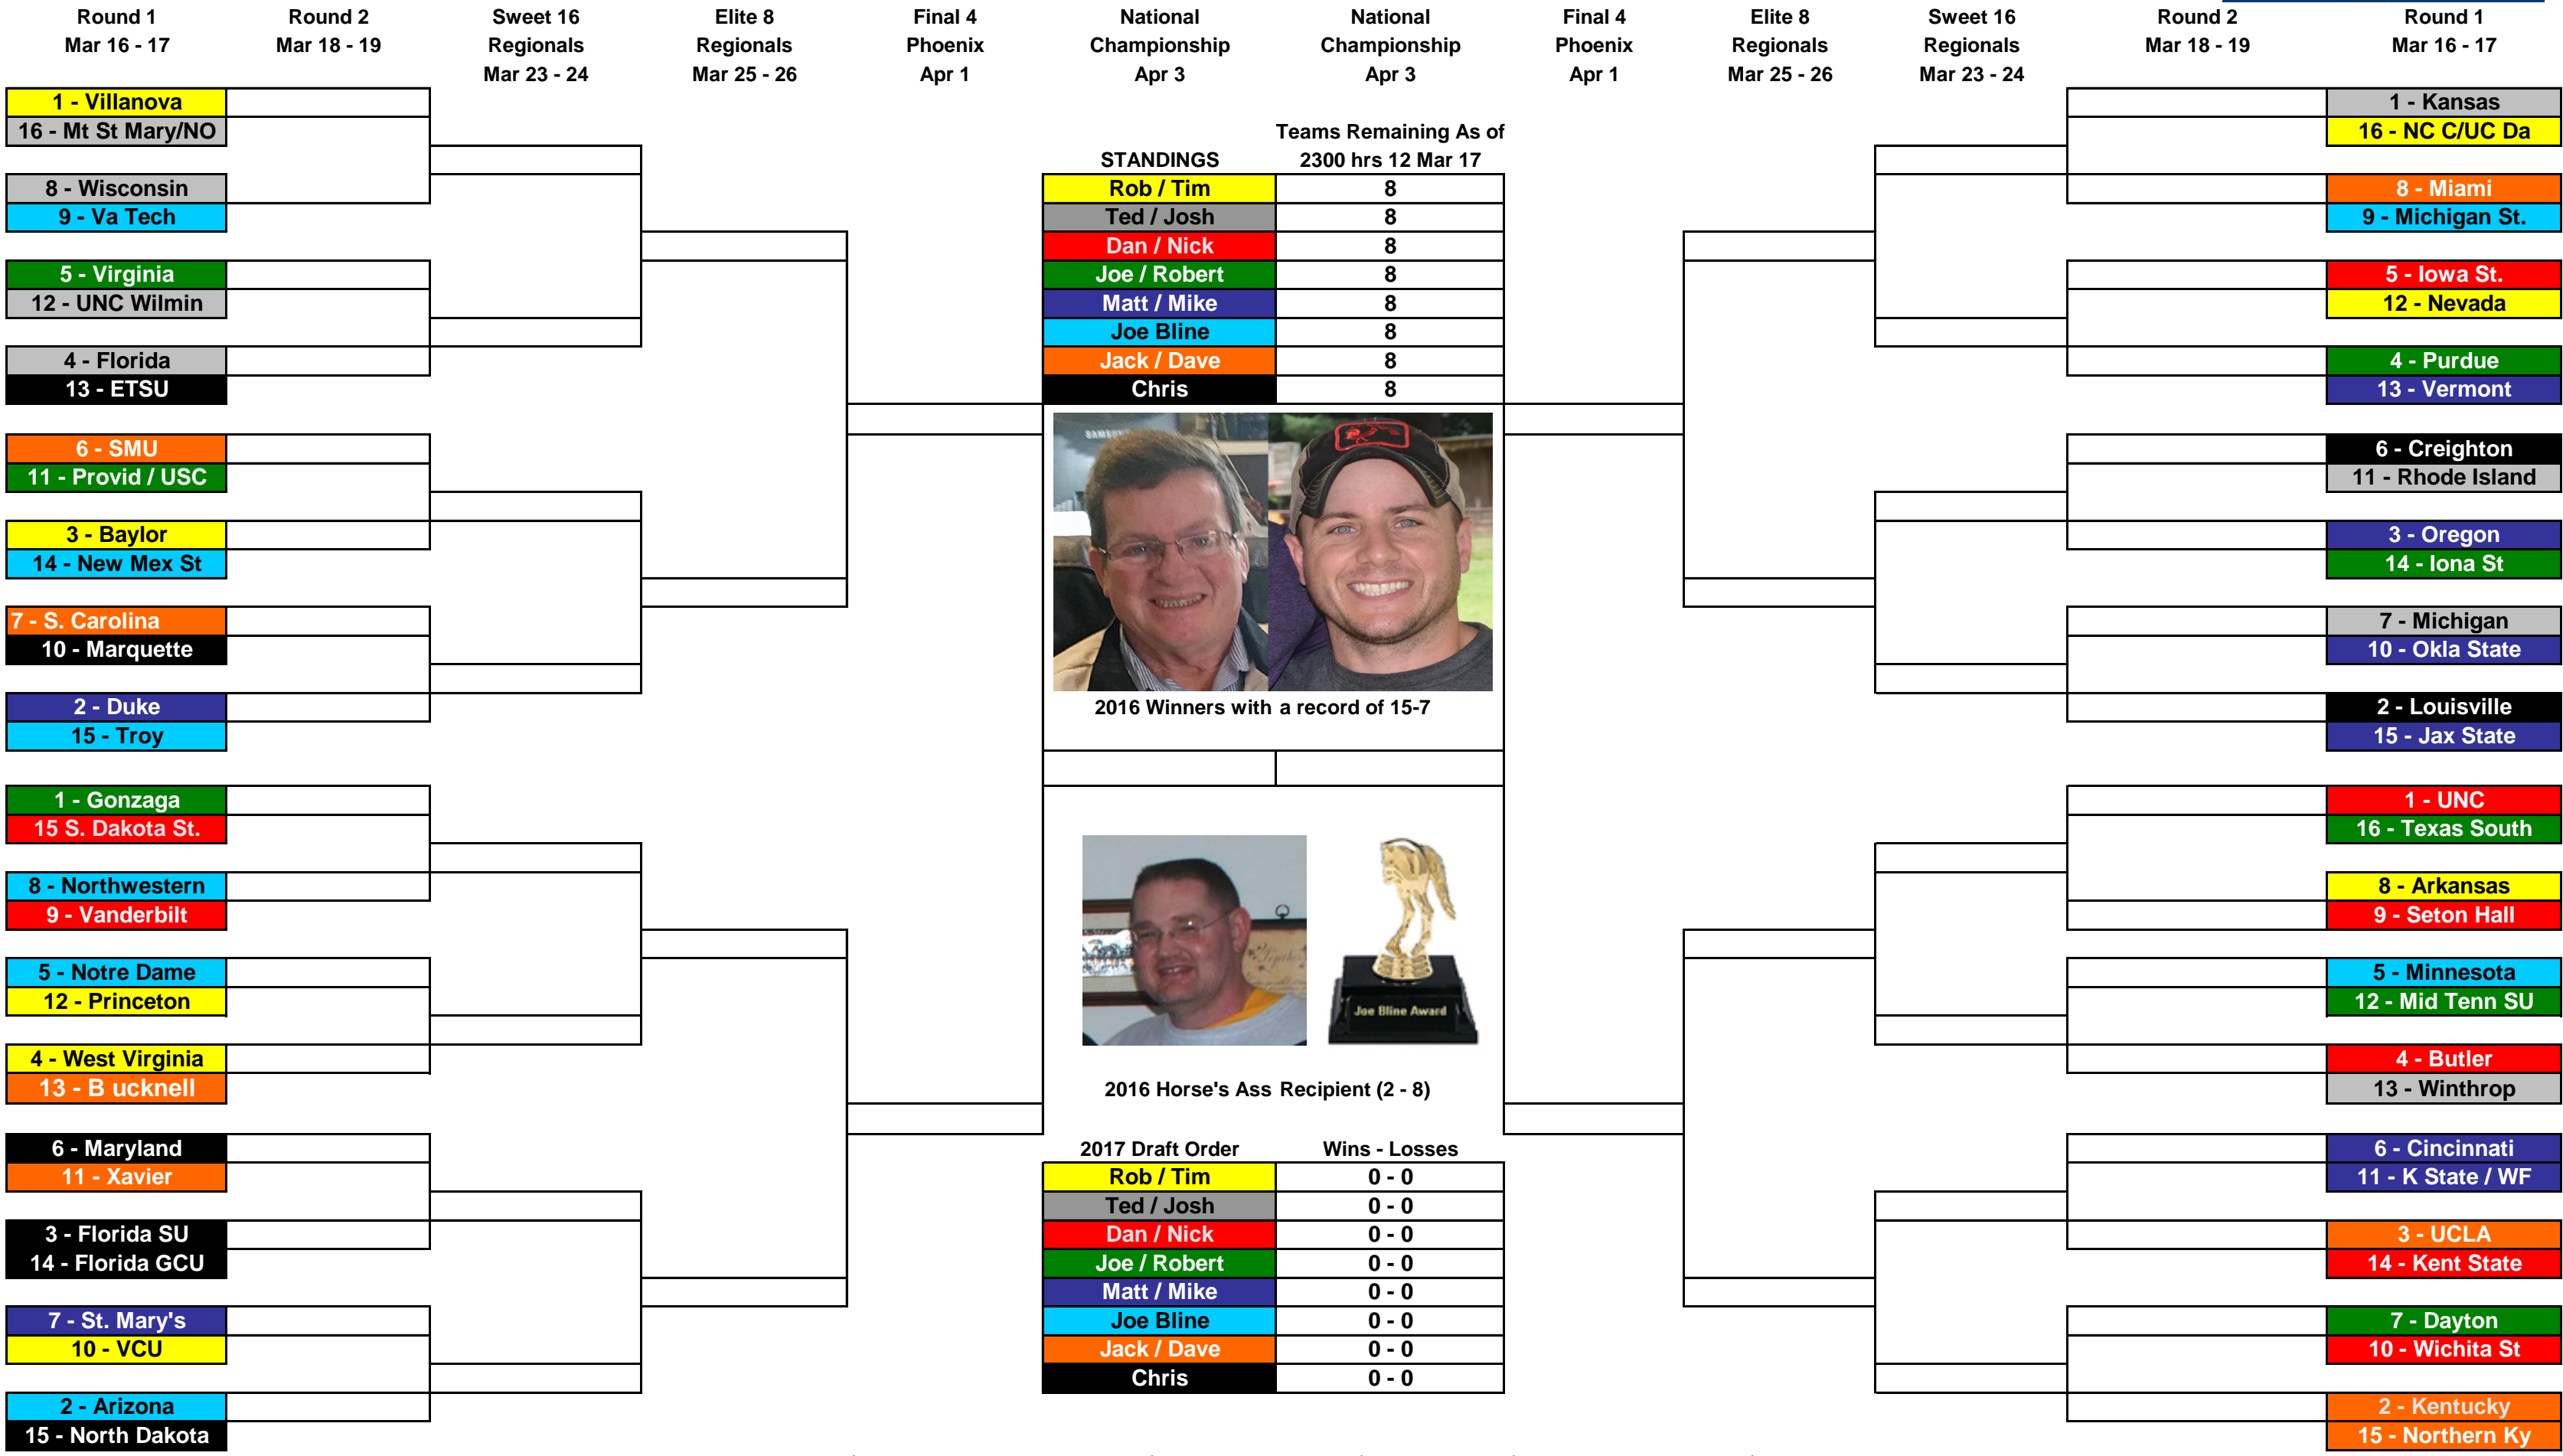 Round 1 Round 2 Sweet 16 Elite 8 Final 4 National National Final 4 Elite 8 Sweet 16 Round 2 Round 1
Mar 16 - 17 Mar 18 - 19 Regionals Regionals Phoenix Championship Championship Phoenix Regionals Regionals Mar 18 - 19 Mar 16 - 17
Mar 23 - 24 Mar 25 - 26 Apr 1 Apr 3 Apr 3 Apr 1 Mar 25 - 26 Mar 23 - 24
1 - Villanova
16 - Mt St Mary/NO
8 - Wisconsin
9 - Va Tech
5 - Virginia
12 - UNC Wilmin
4 - Florida
13 - ETSU
6 - SMU
11 - Provid / USC
3 - Baylor
14 - New Mex St
7 - S. Carolina
10 - Marquette
2 - Duke
15 - Troy
1 - Gonzaga
15 S. Dakota St.
8 - Northwestern
9 - Vanderbilt
5 - Notre Dame
12 - Princeton
4 - West Virginia
13 - B ucknell
6 - Maryland
11 - Xavier
3 - Florida SU
14 - Florida GCU
7 - St. Mary's
10 - VCU
2 - Arizona
15 - North Dakota
Teams Remaining As of
STANDINGS 2300 hrs 12 Mar 17
Rob / Tim 8
Ted / Josh 8
Dan / Nick 8
Joe / Robert 8
Matt / Mike 8
Joe Bline 8
Jack / Dave 8
Chris 8
SAMSUNG
2016 Winners with a record of 15-7
Joe Bline Award
2016 Horse's Ass Recipient (2 - 8)
2017 Draft Order Wins - Losses
Rob / Tim 0 - 0
Ted / Josh 0 - 0
Dan / Nick 0 - 0
Joe / Robert 0 - 0
Matt / Mike 0 - 0
Joe Bline 0 - 0
Jack / Dave 0 - 0
Chris 0 - 0
1 - Kansas
16 - NC C/UC Da
8 - Miami
9 - Michigan St.
5 - Iowa St.
12 - Nevada
4 - Purdue
13 - Vermont
6 - Creighton
11 - Rhode Island
3 - Oregon
14 - Iona St
7 - Michigan
10 - Okla State
2 - Louisville
15 - Jax State
1 - UNC
16 - Texas South
8 - Arkansas
9 - Seton Hall
5 - Minnesota
12 - Mid Tenn SU
4 - Butler
13 - Winthrop
6 - Cincinnati
11 - K State / WF
3 - UCLA
14 - Kent State
7 - Dayton
10 - Wichita St
2 - Kentucky
15 - Northern Ky